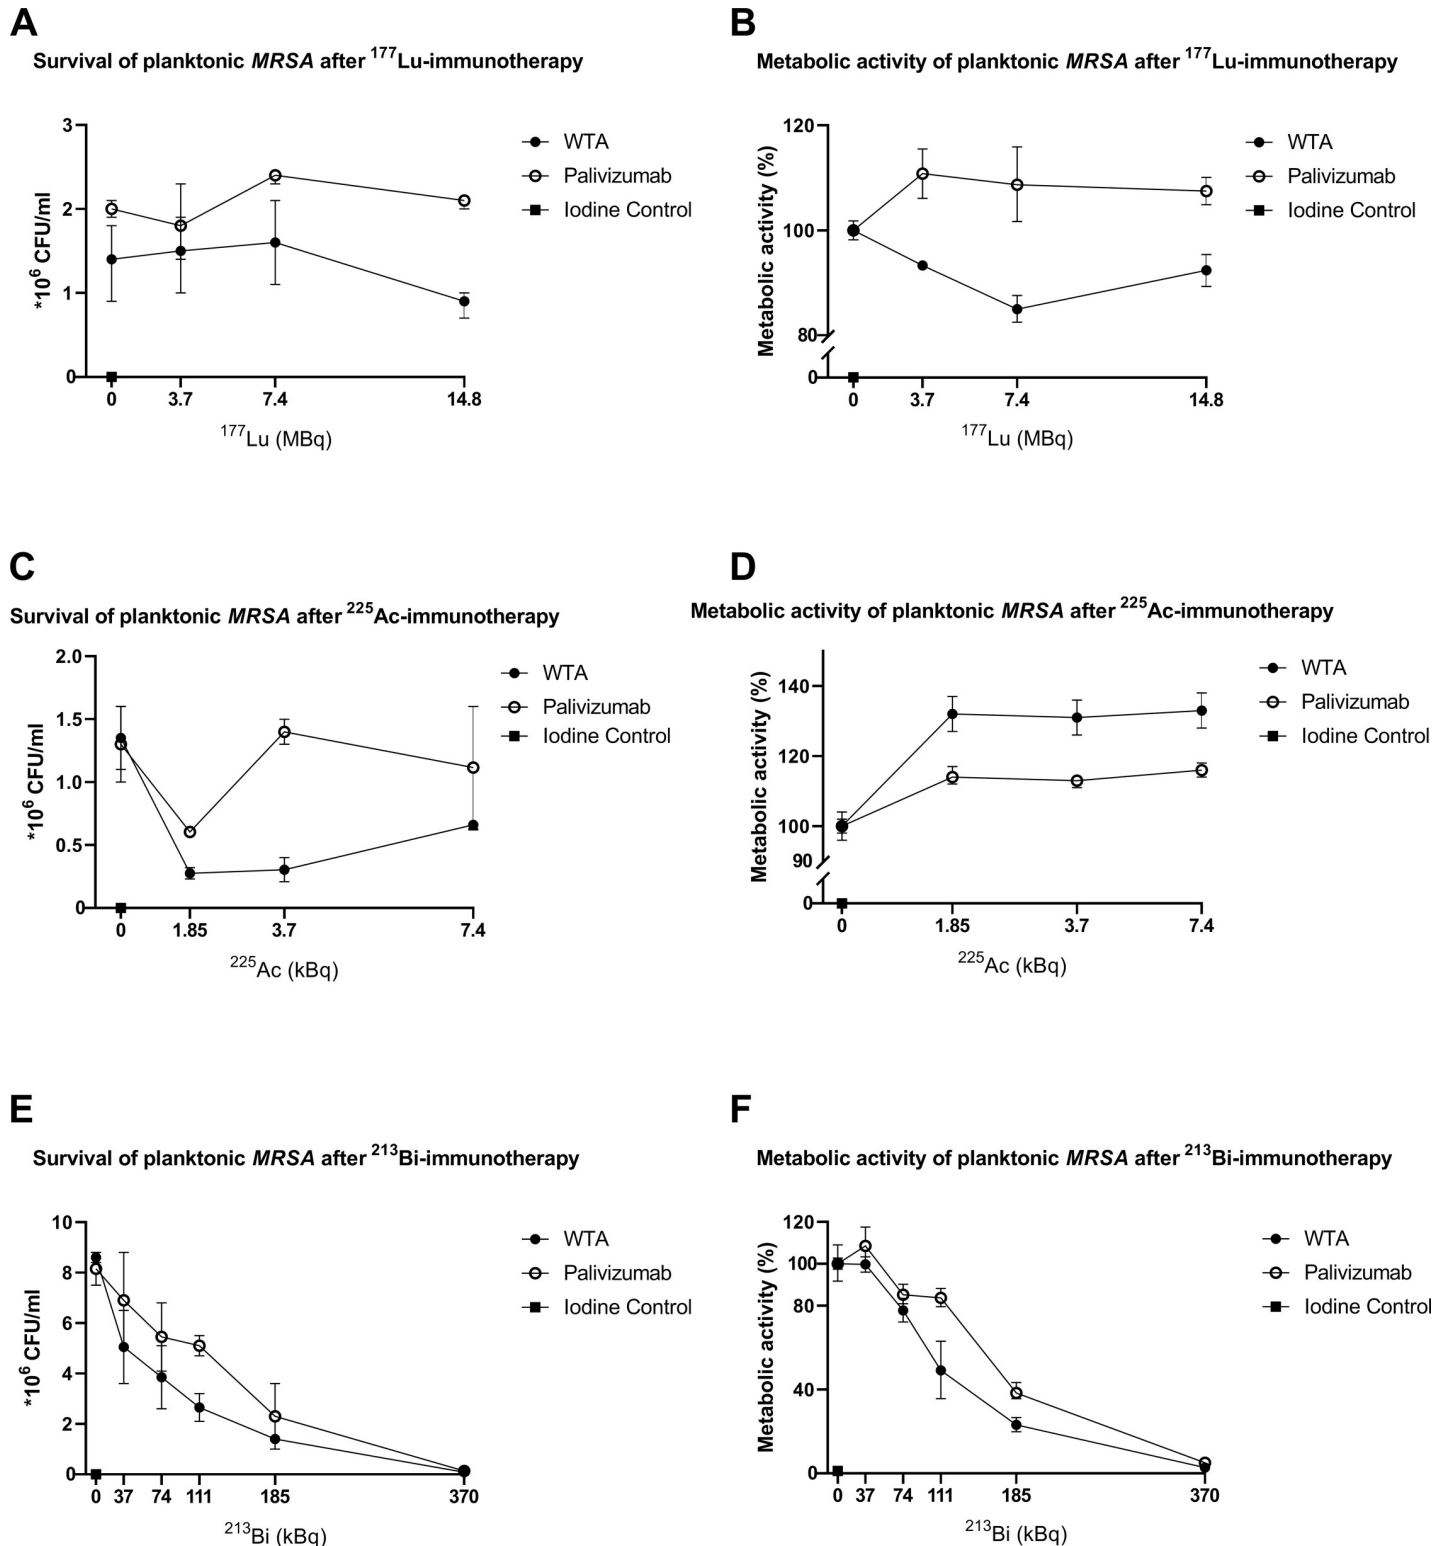 A
Survival of planktonic MRSA after 177Lu-immunotherapy
*10^6 CFU/ml
3
2
1
0
0 3.7 7.4 14.8
177Lu (MBq)
WTA
Palivizumab
Iodine Control
B
Metabolic activity of planktonic MRSA after 177Lu-immunotherapy
Metabolic activity (%)
120
100
80
0
0 3.7 7.4 14.8
177Lu (MBq)
WTA
Palivizumab
Iodine Control
C
Survival of planktonic MRSA after 225Ac-immunotherapy
*10^6 CFU/ml
2.0
1.5
1.0
0.5
0
0 1.85 3.7 7.4
225Ac (kBq)
WTA
Palivizumab
Iodine Control
D
Metabolic activity of planktonic MRSA after 225Ac-immunotherapy
Metabolic activity (%)
140
120
100
90
0
0 1.85 3.7 7.4
225Ac (kBq)
WTA
Palivizumab
Iodine Control
E
Survival of planktonic MRSA after 213Bi-immunotherapy
*10^6 CFU/ml
10
8
6
4
2
0
0 37 74 111 185 370
213Bi (kBq)
WTA
Palivizumab
Iodine Control
F
Metabolic activity of planktonic MRSA after 213Bi-immunotherapy
Metabolic activity (%)
120
100
80
40
0
0 37 74 111 185 370
213Bi (kBq)
WTA
Palivizumab
Iodine Control